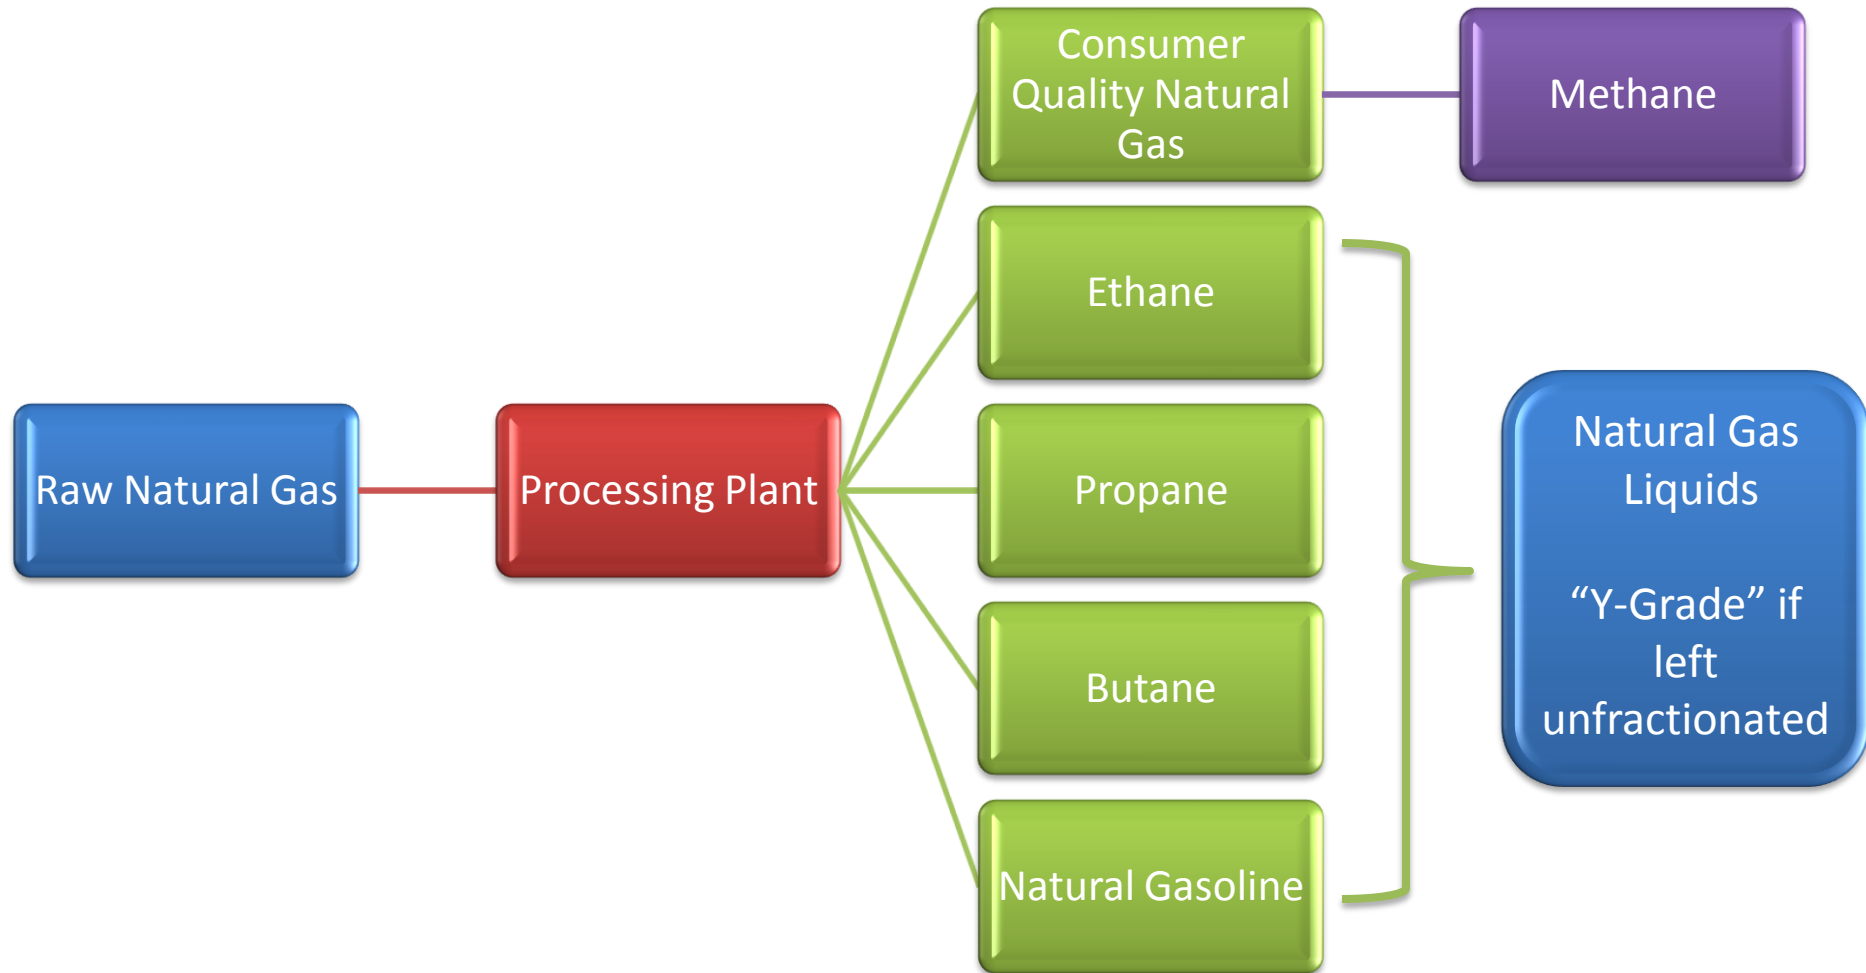 Consumer
Quality Natural
Gas
Methane
Ethane
Raw Natural Gas
Processing Plant
Propane
Butane
Natural Gasoline
Natural Gas
Liquids
“Y-Grade” if
left
unfractionated